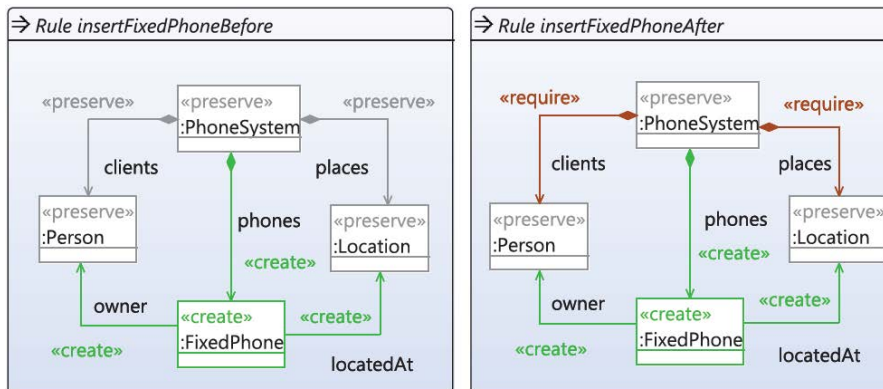 Rule insertFixedPhoneBefore
«preserve»
«preserve»
:PhoneSystem
«preserve»
clients
places
«preserve»
:Person
phones
«preserve»
:Location
«create»
owner
«create»
«create»
:FixedPhone
«create»
locatedAt
Rule insertFixedPhoneAfter
«require»
«preserve»
:PhoneSystem
«require»
clients
places
«preserve»
:Person
phones
«preserve»
:Location
«create»
owner
«create»
«create»
:FixedPhone
«create»
locatedAt